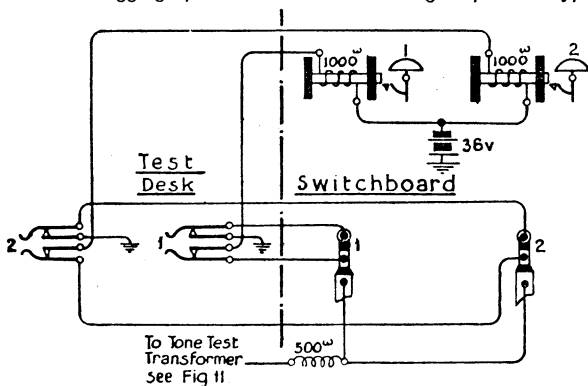 1
2
1000ω
1000ω
36v
Test
Desk
Switchboard
2
1
1
2
To Tone Test
Transformer
see Fig 11
500ω